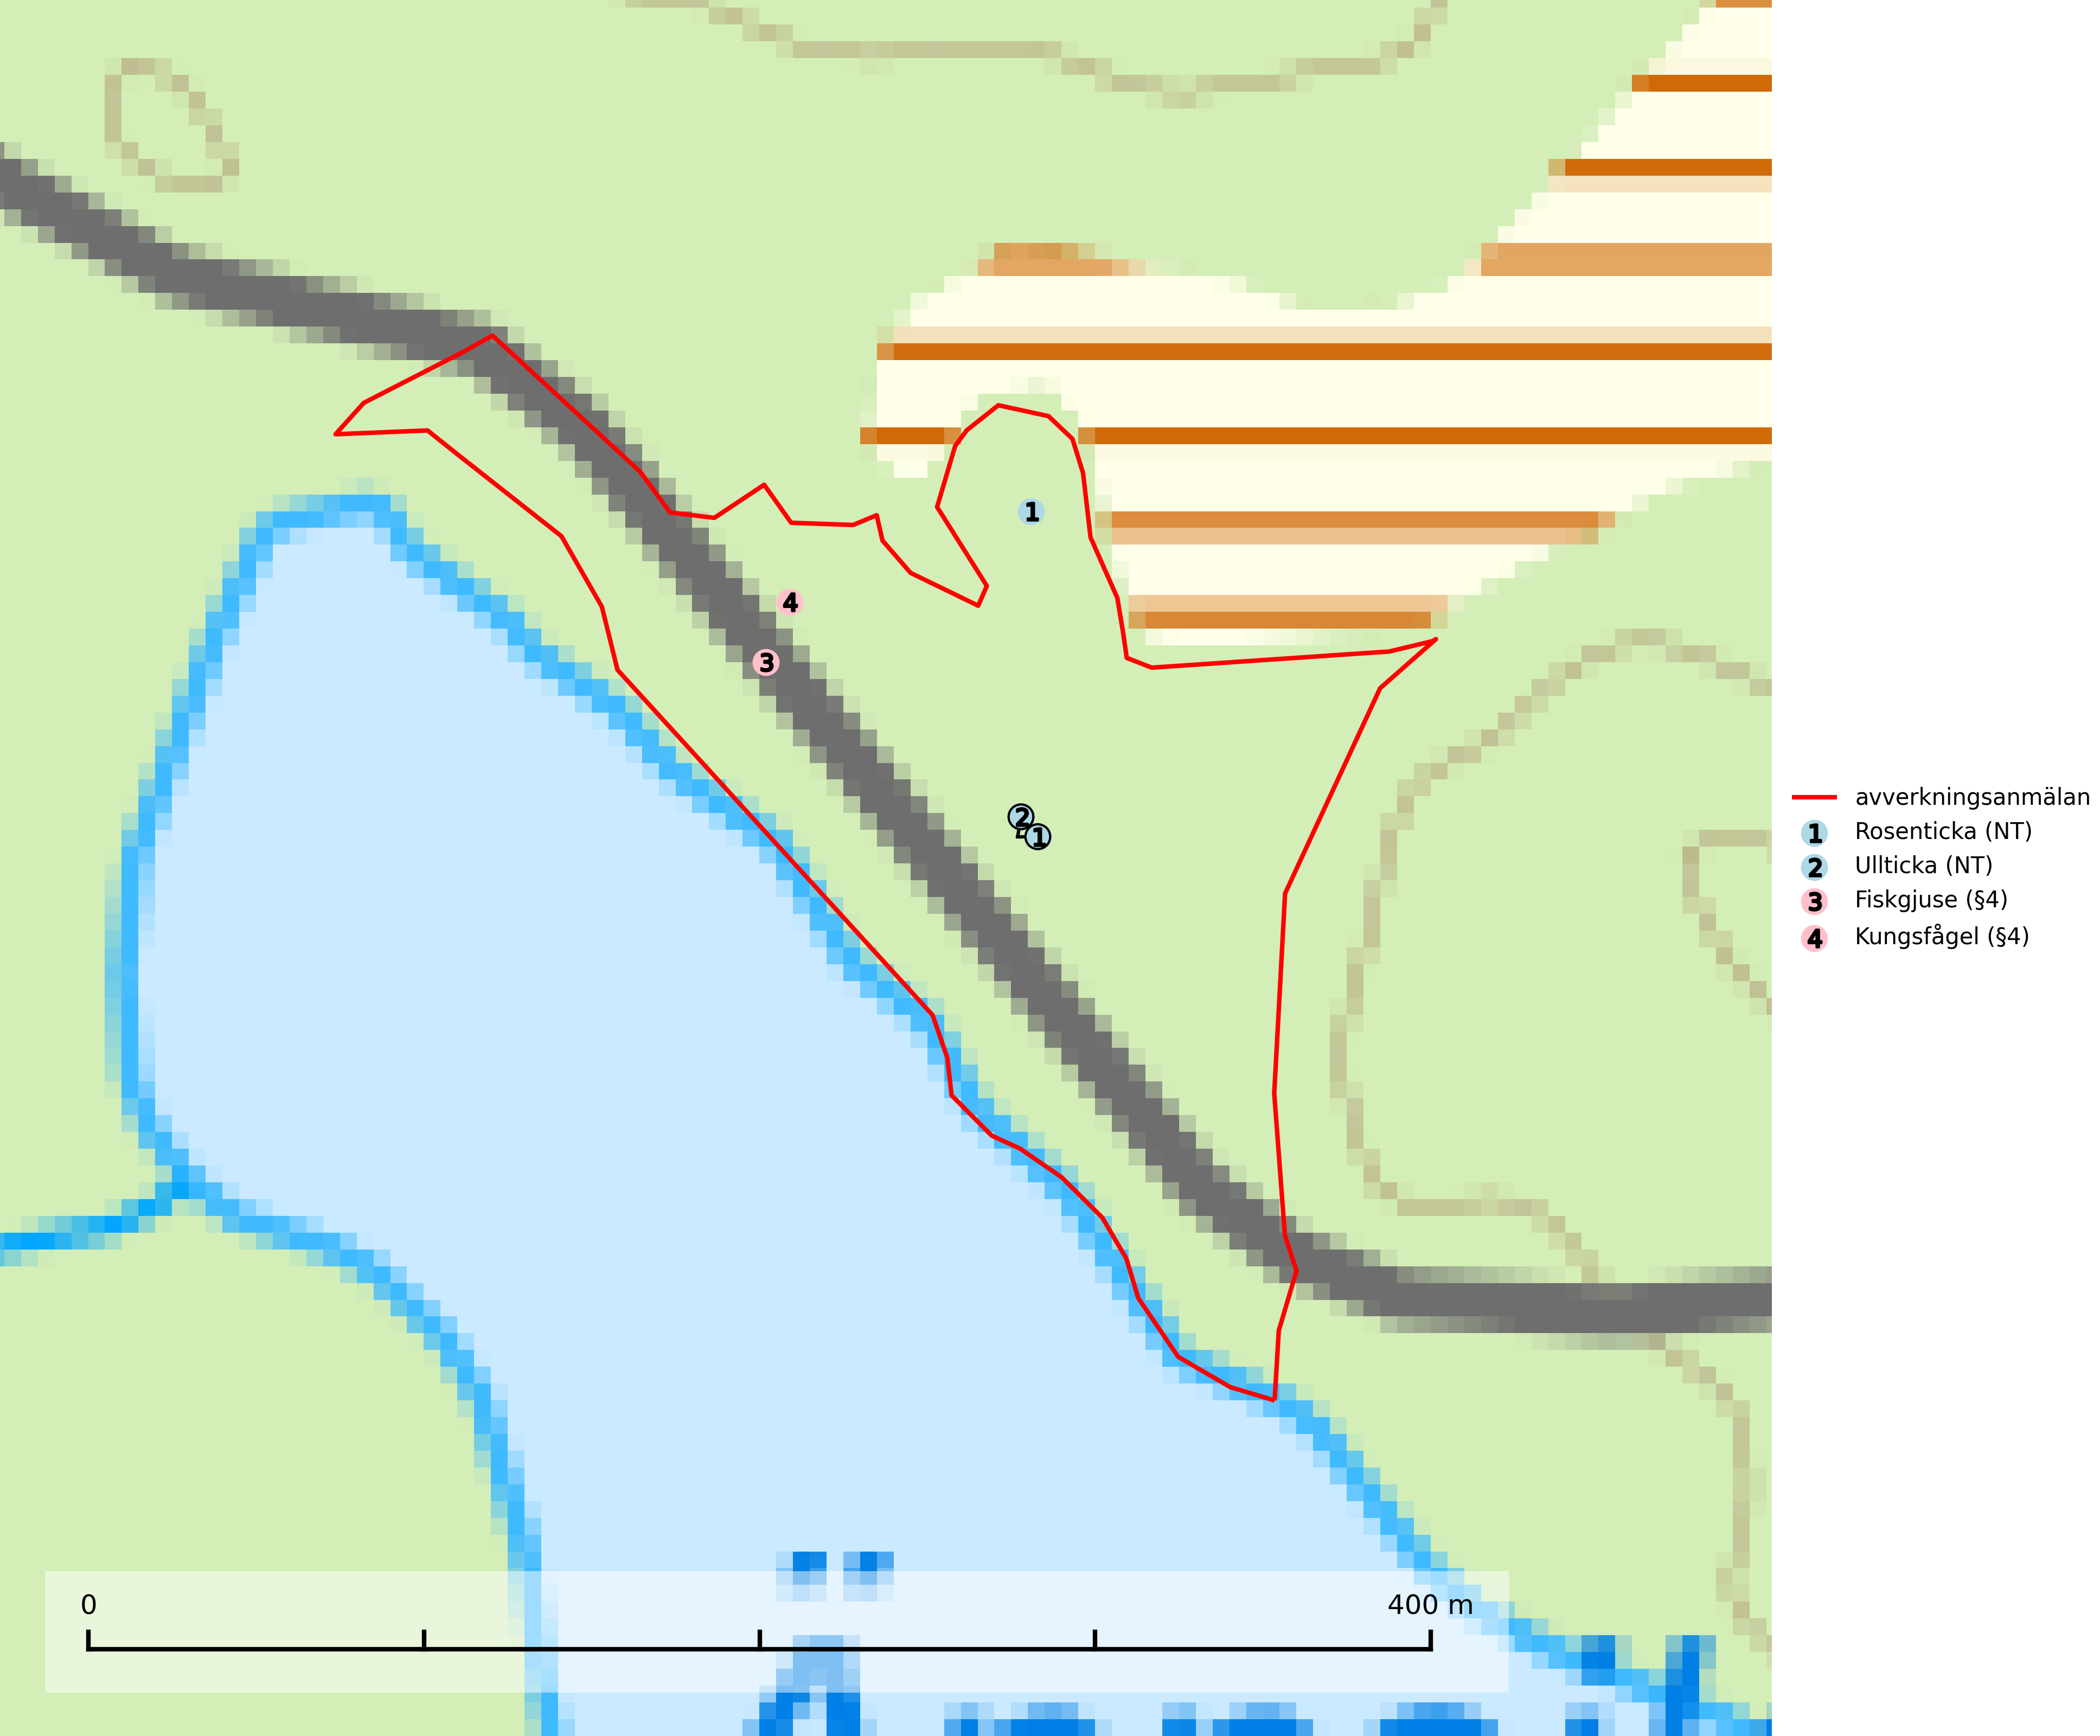 1
4
3
2
1
avverkningsanmälan
1 Rosenticka (NT)
2 Ullticka (NT)
3 Fiskgjuse (§4)
4 Kungsfågel (§4)
0 400 m